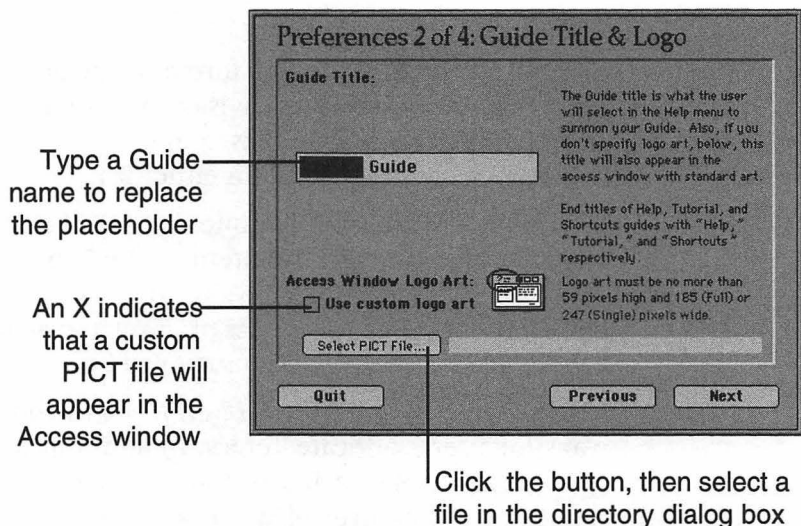 Preferences 2 of 4: Guide Title & Logo
Guide Title:
Guide
The Guide title is what the user
will select in the Help menu to
summon your Guide. Also, if you
don't specify logo art, below, this
title will also appear in the
access window with standard art.
End titles of Help, Tutorial, and
Shortcuts guides with "Help,"
"Tutorial," and "Shortcuts"
respectively.
Access Window Logo Art:
Use custom logo art
Logo art must be no more than
59 pixels high and 185 (Full) or
247 (Single) pixels wide.
Select PICT File...
Quit
Previous
Next
Type a Guide
name to replace
the placeholder
An X indicates
that a custom
PICT file will
appear in the
Access window
Click the button, then select a
file in the directory dialog box